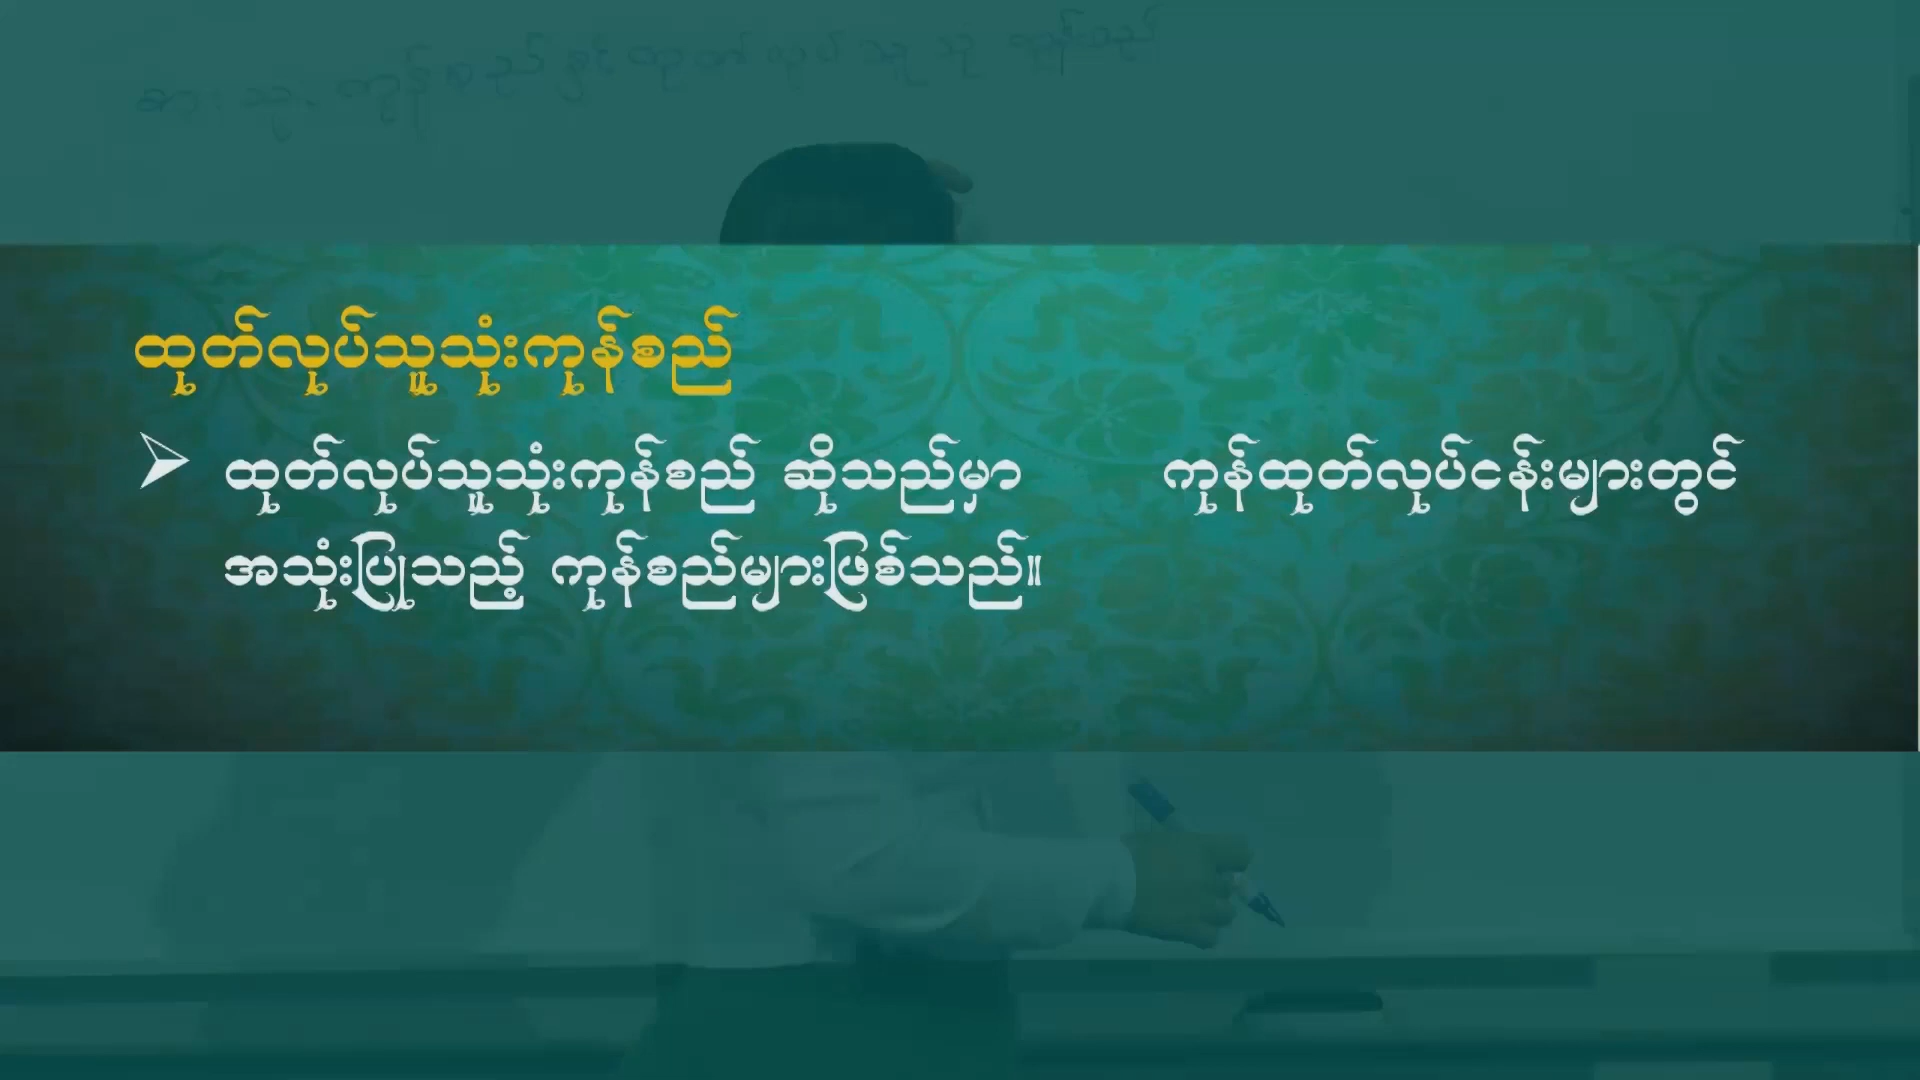 ထုတ်လုပ်သူသုံးကုန်စည်
ထုတ်လုပ်သူသုံးကုန်စည် ဆိုသည်မှာ ကုန်ထုတ်လုပ်ငန်းများတွင်
အသုံးပြုသည့် ကုန်စည်များဖြစ်သည်။